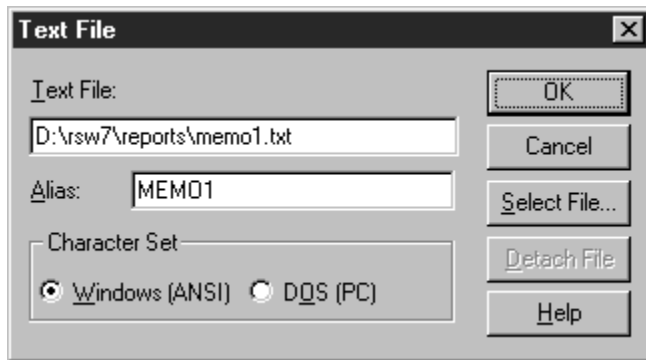 Text File
Text File:
D:\rsw7\reports\memo1.txt
Alias:
MEMO1
Character Set
Windows (ANSI)
DOS (PC)
OK
Cancel
Select File...
Detach File
Help